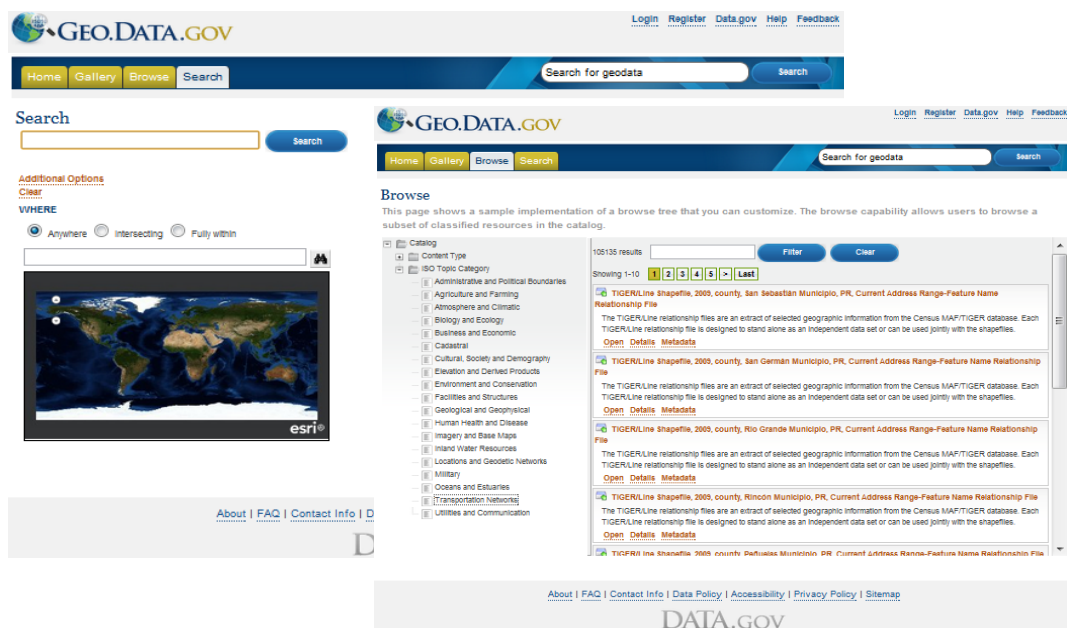 GEO.DATA.GOV
Login Register Data.gov Help Feedback
Home Gallery Browse Search
Search for geodata Search
Search
Search
Additional Options
Clear
WHERE
Anywhere Intersecting Fully within
esri®
About | FAQ | Contact Info | D
D
GEO.DATA.GOV
Login Register Data.gov Help Feedback
Home Gallery Browse Search
Search for geodata Search
Browse
This page shows a sample implementation of a browse tree that you can customize. The browse capability allows users to browse a
subset of classified resources in the catalog.
Catalog
Content Type
ISO Topic Category
Administrative and Political Boundaries
Agriculture and Farming
Atmosphere and Climatic
Biology and Ecology
Business and Economic
Cadastral
Cultural, Society and Demography
Elevation and Derived Products
Environment and Conservation
Facilities and Structures
Geological and Geophysical
Human Health and Disease
Imagery and Base Maps
Inland Water Resources
Locations and Geodetic Networks
Military
Oceans and Estuaries
Transportation Networks
Utilities and Communication
105135 results Filter Clear
Showing 1-10 1 2 3 4 5 > Last
TIGER/Line Shapefile, 2009, county, San Sebastián Municipio, PR, Current Address Range-Feature Name
Relationship File
The TIGER/Line relationship files are an extract of selected geographic information from the Census MAF/TIGER database. Each
TIGER/Line relationship file is designed to stand alone as an independent data set or can be used jointly with the shapefiles.
Open Details Metadata
TIGER/Line Shapefile, 2009, county, San Germán Municipio, PR, Current Address Range-Feature Name Relationship
File
The TIGER/Line relationship files are an extract of selected geographic information from the Census MAF/TIGER database. Each
TIGER/Line relationship file is designed to stand alone as an independent data set or can be used jointly with the shapefiles.
Open Details Metadata
TIGER/Line Shapefile, 2009, county, Río Grande Municipio, PR, Current Address Range-Feature Name Relationship
File
The TIGER/Line relationship files are an extract of selected geographic information from the Census MAF/TIGER database. Each
TIGER/Line relationship file is designed to stand alone as an independent data set or can be used jointly with the shapefiles.
Open Details Metadata
TIGER/Line Shapefile, 2009, county, Rincón Municipio, PR, Current Address Range-Feature Name Relationship File
The TIGER/Line relationship files are an extract of selected geographic information from the Census MAF/TIGER database. Each
TIGER/Line relationship file is designed to stand alone as an independent data set or can be used jointly with the shapefiles.
Open Details Metadata
TIGER/Line Shapefile, 2009, county, Peñuelas Municipio, PR, Current Address Range-Feature Name Relationship File
About | FAQ | Contact Info | Data Policy | Accessibility | Privacy Policy | Sitemap
DATA.GOV